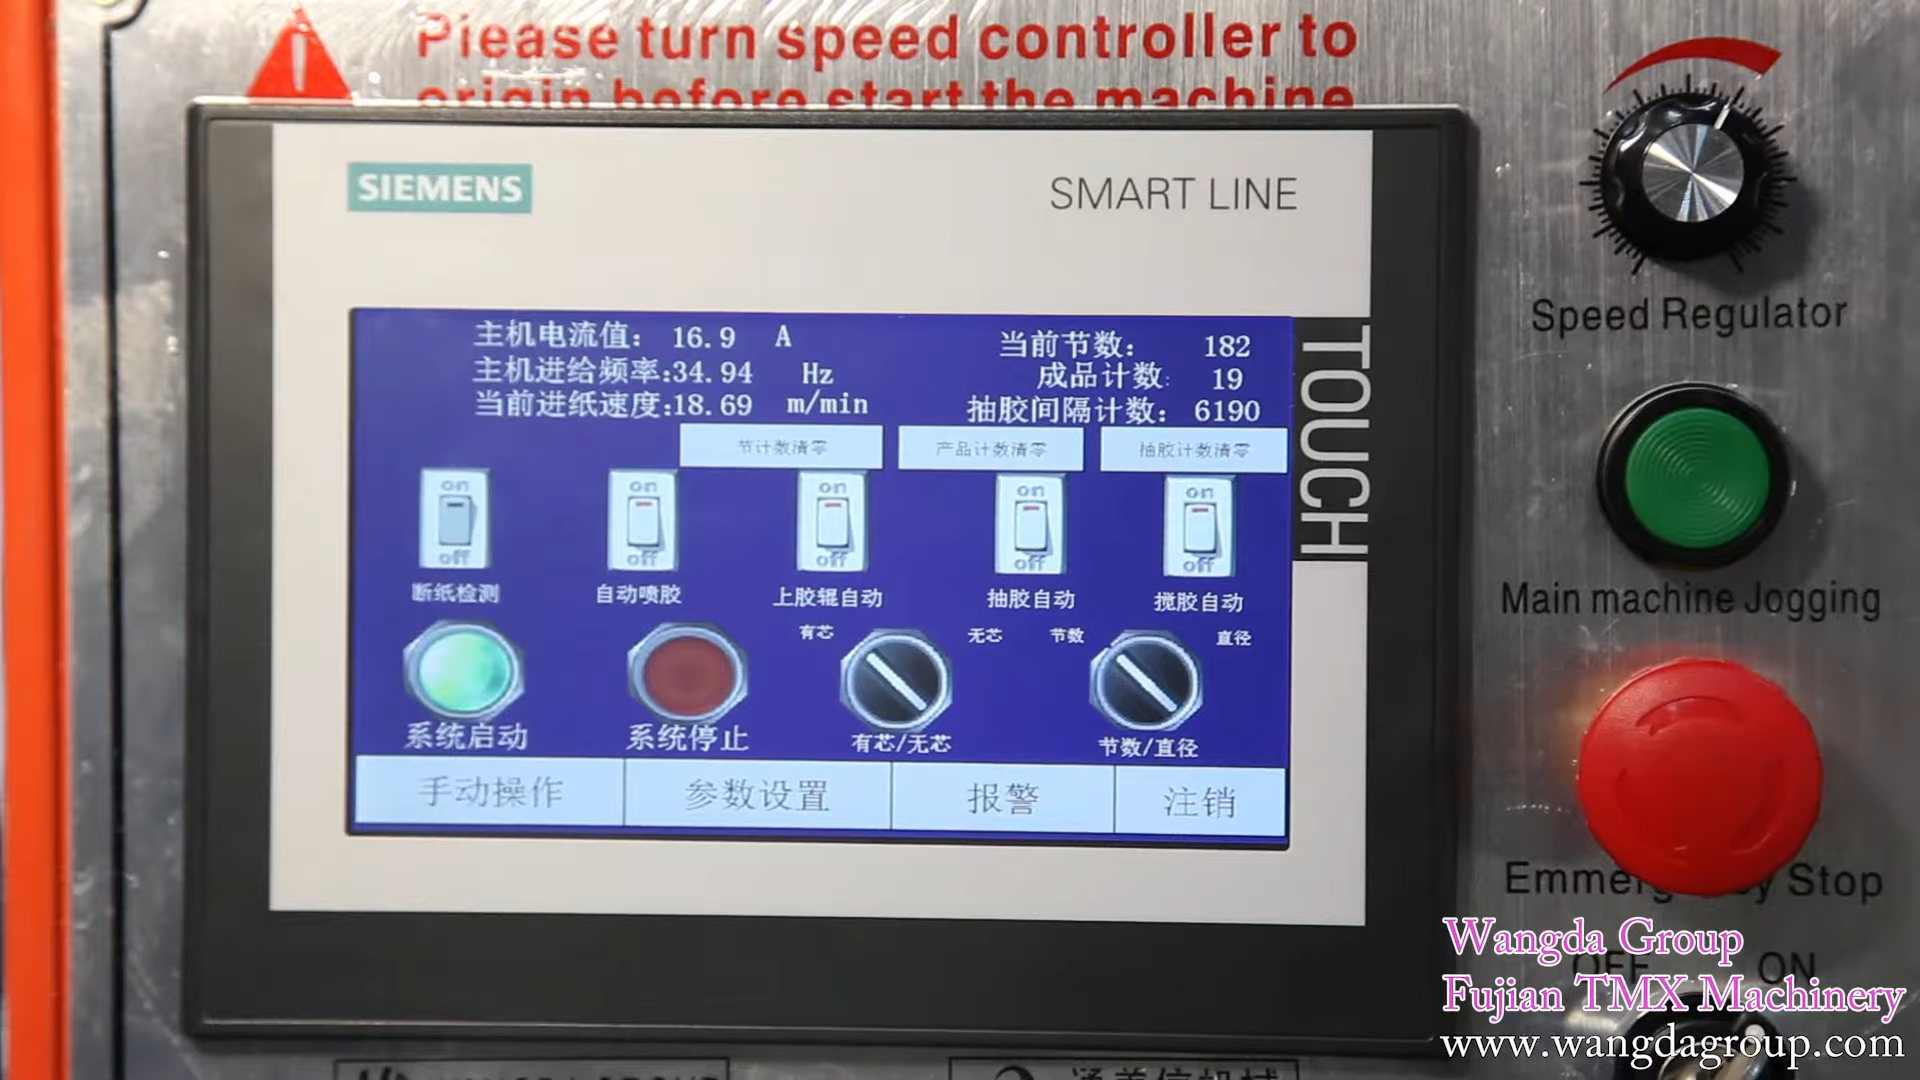 Please turn speed controller to
origin before start the machine
SIEMENS
SMART LINE
TOUCH
主机电流值: 16.9 A
主机进给频率:34.94 Hz
当前进纸速度:18.69 m/min
当前节数: 182
成品计数: 19
抽胶间隔计数: 6190
节计数清零
产品计数清零
抽胶计数清零
on on on on on
off off off off off
断纸检测
自动喷胶
上胶辊自动
抽胶自动
搅胶自动
有芯 无芯 节数 直径
系统启动
系统停止
有芯/无芯
节数/直径
手动操作
参数设置
报警
注销
Speed Regulator
Main machine Jogging
Stop
OFF ON
Wangda Group
Fujian TMX Machinery
www.wangdagroup.com